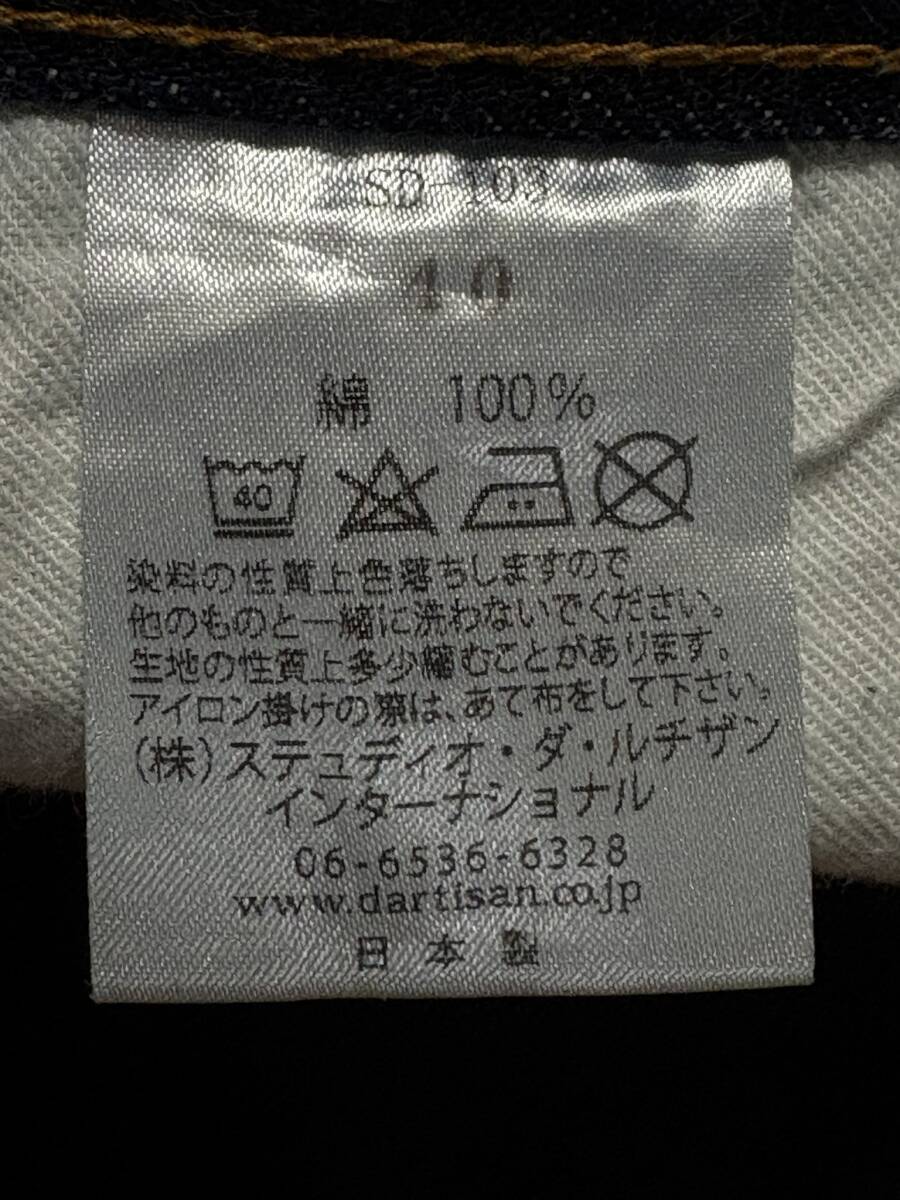 SD-103
40
綿 100%
40
染料の性質上色落ちしますので
他のものと一緒に洗わないでください。
生地の性質上多少縮むことがあります。
アイロン掛けの際は、あて布をして下さい。
(株)ステュディオ・ダ・ルチザン
インターナショナル
06-6536-6328
www.dartisan.co.jp
日本製